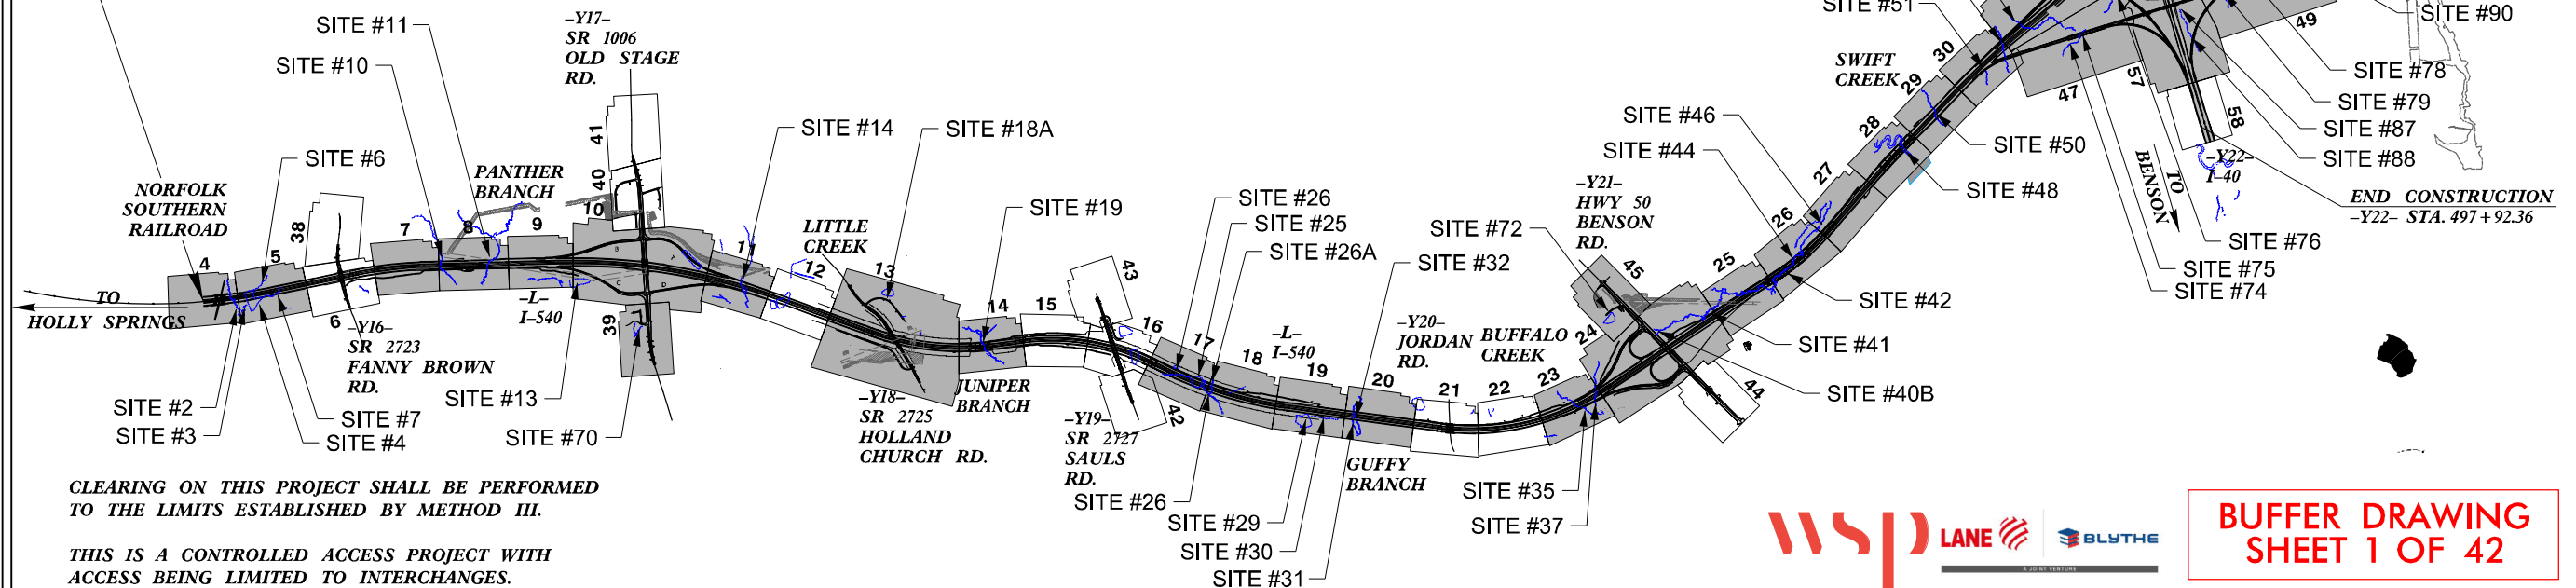 SITE #11
SITE #10
–Y17–
SR 1006
OLD STAGE
RD.
SITE #6
PANTHER
BRANCH
SITE #14
SITE #18A
NORFOLK
SOUTHERN
RAILROAD
LITTLE
CREEK
SITE #19
4
5
38
7
8
9
10
40
41
12
13
14
15
43
TO
HOLLY SPRINGS
6
–Y16–
SR 2723
FANNY BROWN
RD.
–L–
I–540
39
SITE #13
SITE #70
SITE #2
SITE #3
SITE #7
SITE #4
–Y18–
SR 2725
HOLLAND
CHURCH RD.
JUNIPER
BRANCH
–Y19–
SR 2727
SAULS
RD.
42
16
17
18
19
20
21
22
23
24
25
26
27
28
29
30
SITE #26
SITE #25
SITE #26A
–L–
I–540
SITE #32
SITE #72
–Y20–
JORDAN
RD.
BUFFALO
CREEK
–Y21–
HWY 50
BENSON
RD.
45
44
SITE #46
SITE #44
SWIFT
CREEK
SITE #51
SITE #50
SITE #48
SITE #42
SITE #41
SITE #40B
SITE #26
SITE #29
SITE #30
SITE #31
GUFFY
BRANCH
SITE #35
SITE #37
47
57
58
49
SITE #90
SITE #78
SITE #79
SITE #87
SITE #88
–Y22–
I–40
TO
BENSON
END CONSTRUCTION
–Y22– STA. 497+92.36
SITE #76
SITE #75
SITE #74
CLEARING ON THIS PROJECT SHALL BE PERFORMED
TO THE LIMITS ESTABLISHED BY METHOD III.
THIS IS A CONTROLLED ACCESS PROJECT WITH
ACCESS BEING LIMITED TO INTERCHANGES.
wsp
LANE
BLYTHE
A JOINT VENTURE
BUFFER DRAWING
SHEET 1 OF 42